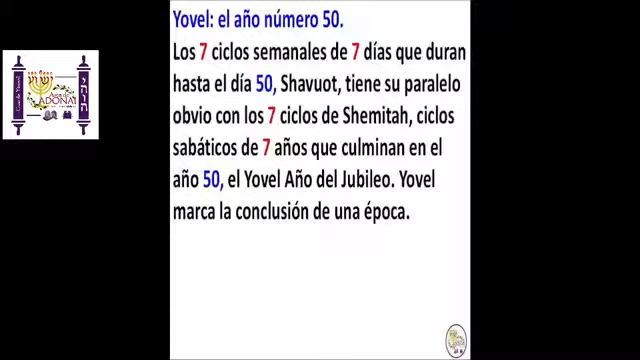 Yovel: el año número 50.
Los 7 ciclos semanales de 7 días que duran
hasta el día 50, Shavuot, tiene su paralelo
obvio con los 7 ciclos de Shemitah, ciclos
sabáticos de 7 años que culminan en el
año 50, el Yovel Año del Jubileo. Yovel
marca la conclusión de una época.
ADONAI